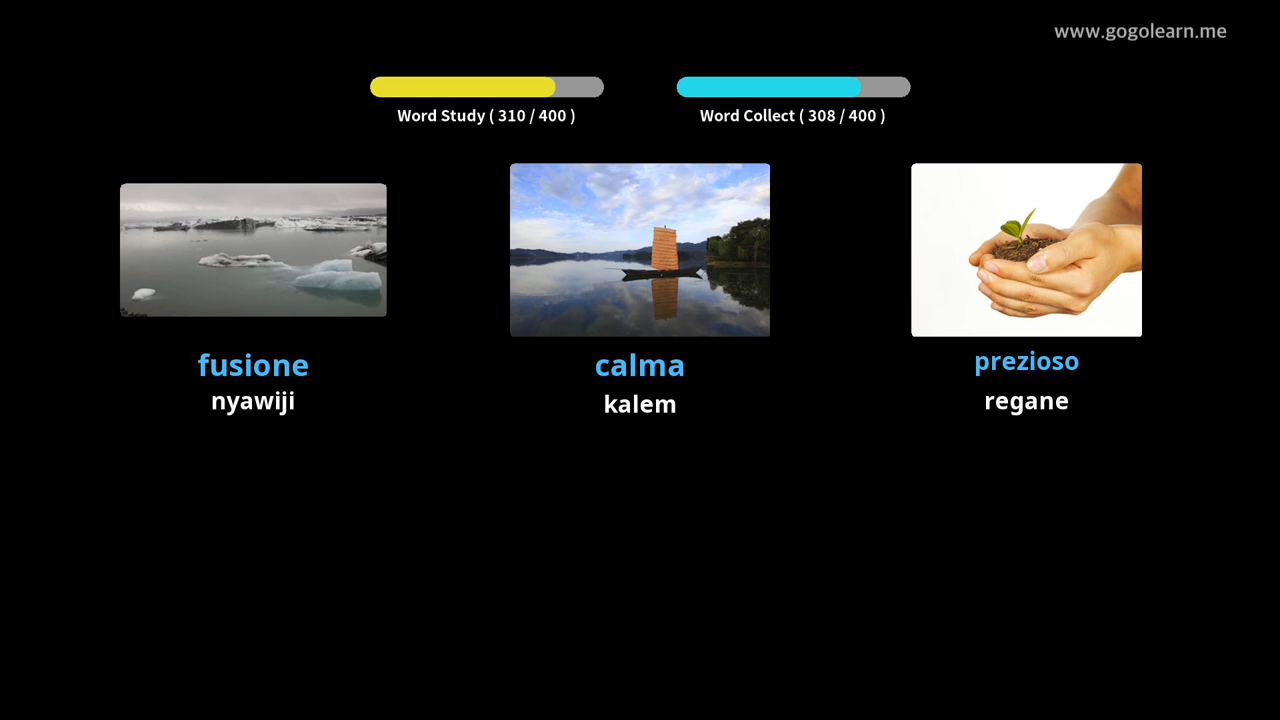 www.gogolearn.me
Word Study ( 310 / 400 )
Word Collect ( 308 / 400 )
fusione
nyawiji
calma
kalem
prezioso
regane